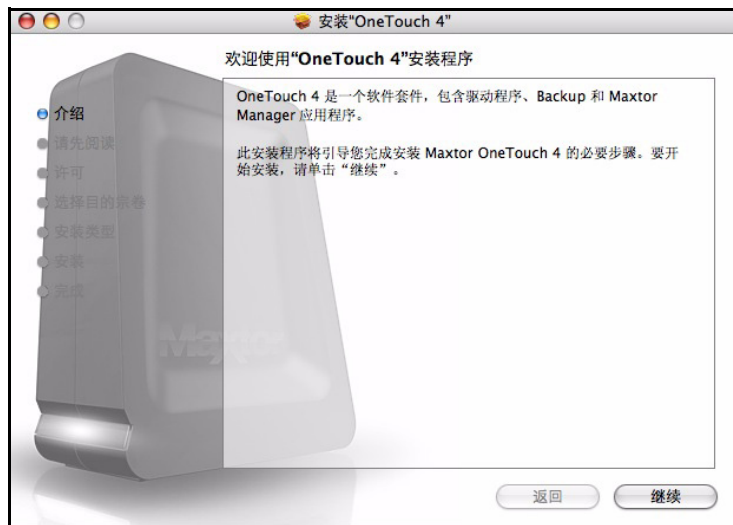 安装“OneTouch 4”
欢迎使用“OneTouch 4”安装程序
介绍
请先阅读
许可
选择目的宗卷
安装类型
安装
完成
OneTouch 4 是一个软件套件，包含驱动程序、Backup 和 Maxtor
Manager 应用程序。
此安装程序将引导您完成安装 Maxtor OneTouch 4 的必要步骤。要开
始安装，请单击“继续”。
Maxtor
返回
继续